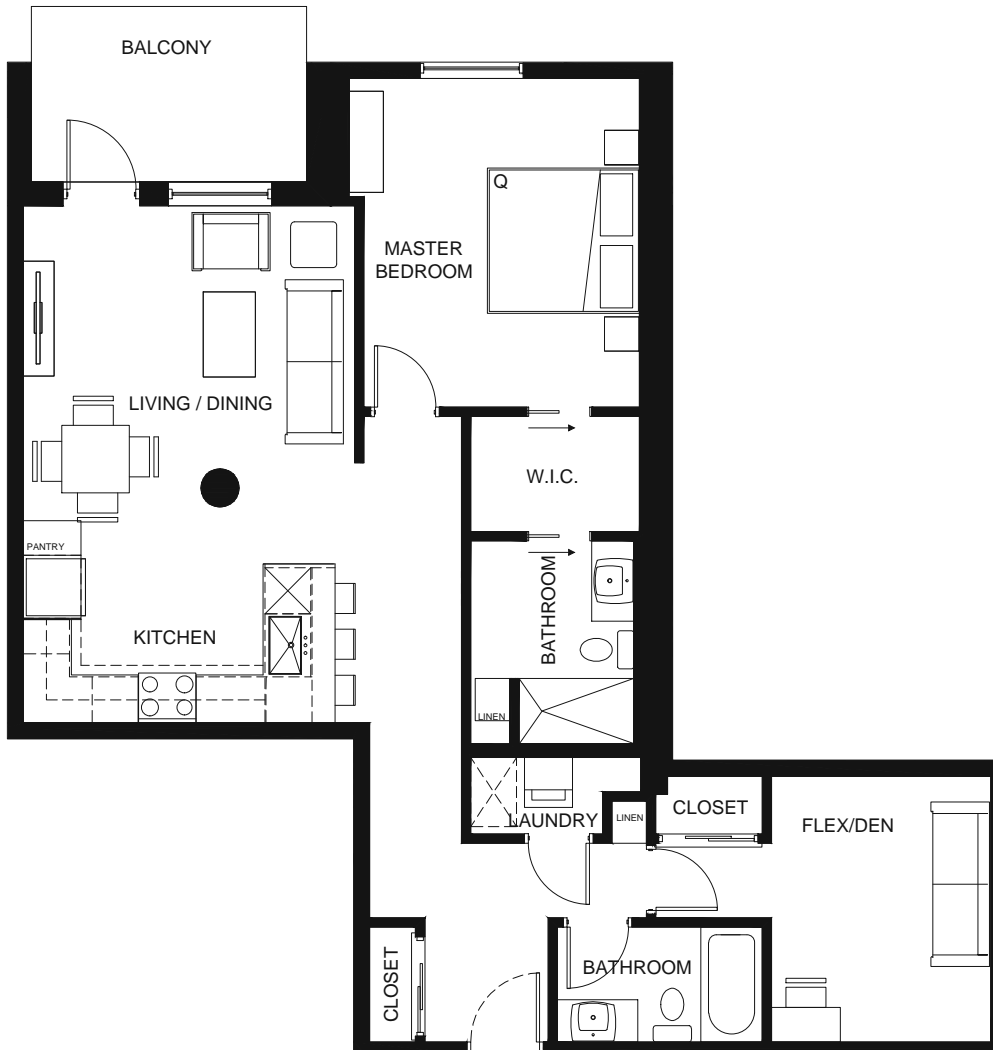 BALCONY
Q
MASTER
BEDROOM
LIVING / DINING
W.I.C.
PANTRY
BATHROOM
KITCHEN
LINEN
CLOSET
LAUNDRY
LINEN
FLEX/DEN
BATHROOM
CLOSET